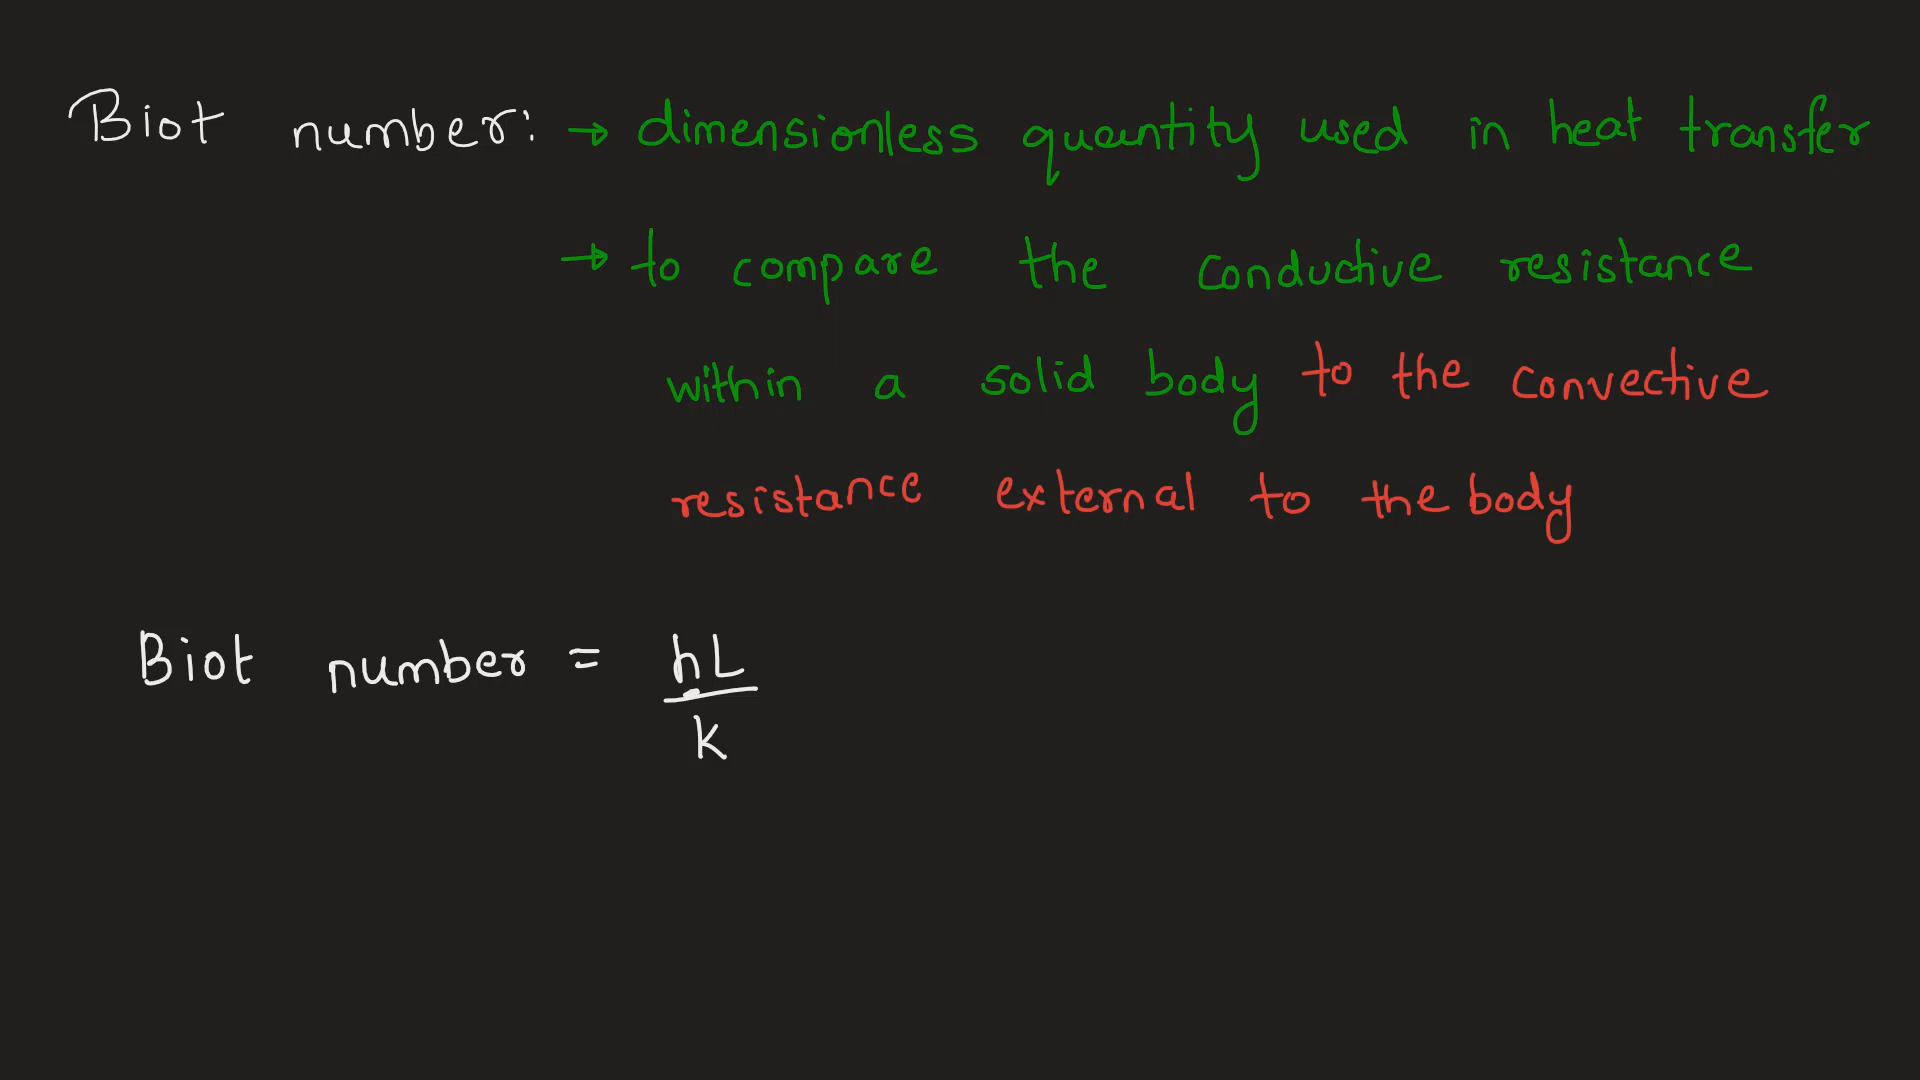 Biot number: → dimensionless quantity used in heat transfer
→ to compare the conductive resistance
within a solid body to the convective
resistance external to the body
Biot number = hL
k